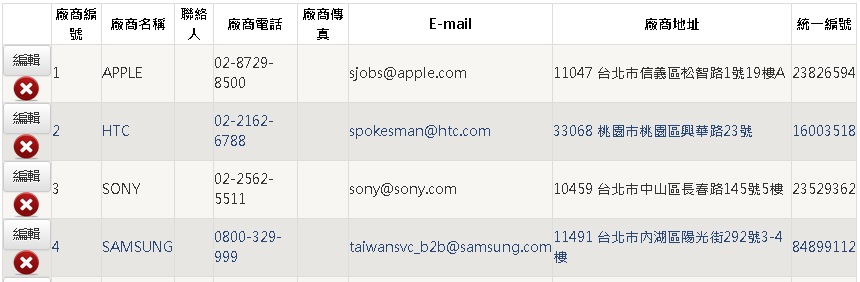 廠商編號 廠商名稱 聯絡人 廠商電話 廠商傳真 E-mail 廠商地址 統一編號
編輯 1 APPLE 02-8729-8500 sjobs@apple.com 11047 台北市信義區松智路1號19樓A 23826594
編輯 2 HTC 02-2162-6788 spokesman@htc.com 33068 桃園市桃園區興華路23號 16003518
編輯 3 SONY 02-2562-5511 sony@sony.com 10459 台北市中山區長春路145號5樓 23529362
編輯 4 SAMSUNG 0800-329-999 taiwansvc_b2b@samsung.com 11491 台北市內湖區陽光街292號3-4樓 84899112